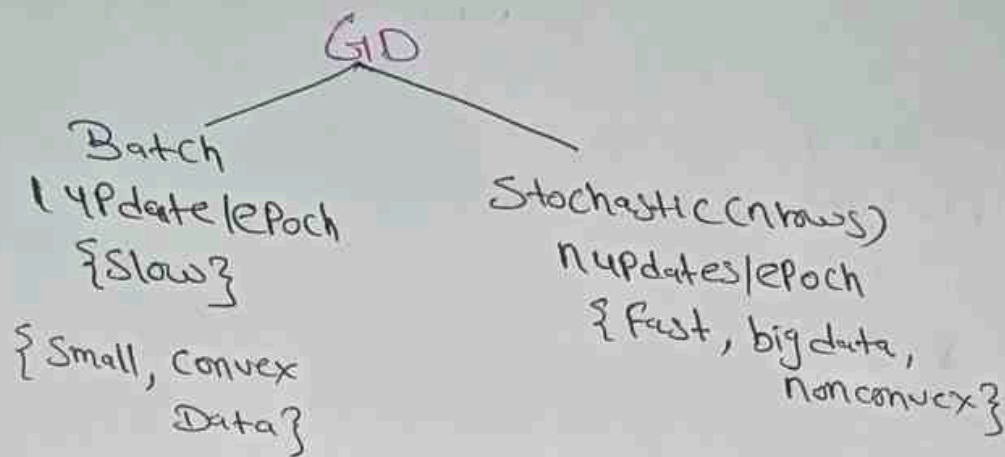 GD
Batch
1 update/epoch
{Slow}
{Small, convex
Data}
Stochastic (n rows)
n updates/epoch
{fast, big data,
nonconvex}